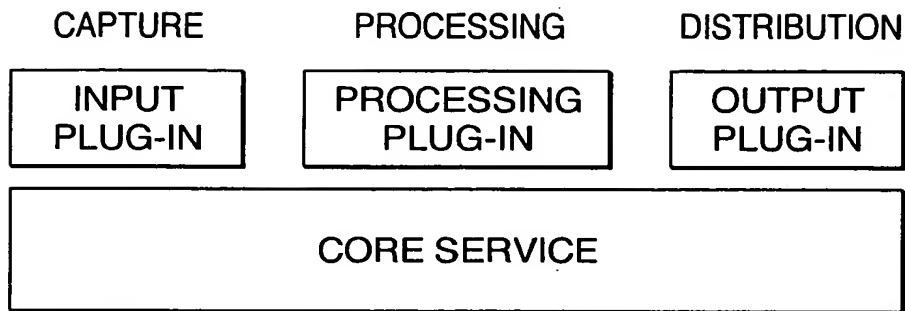 CAPTURE PROCESSING DISTRIBUTION
INPUT PLUG-IN
PROCESSING PLUG-IN
OUTPUT PLUG-IN
CORE SERVICE